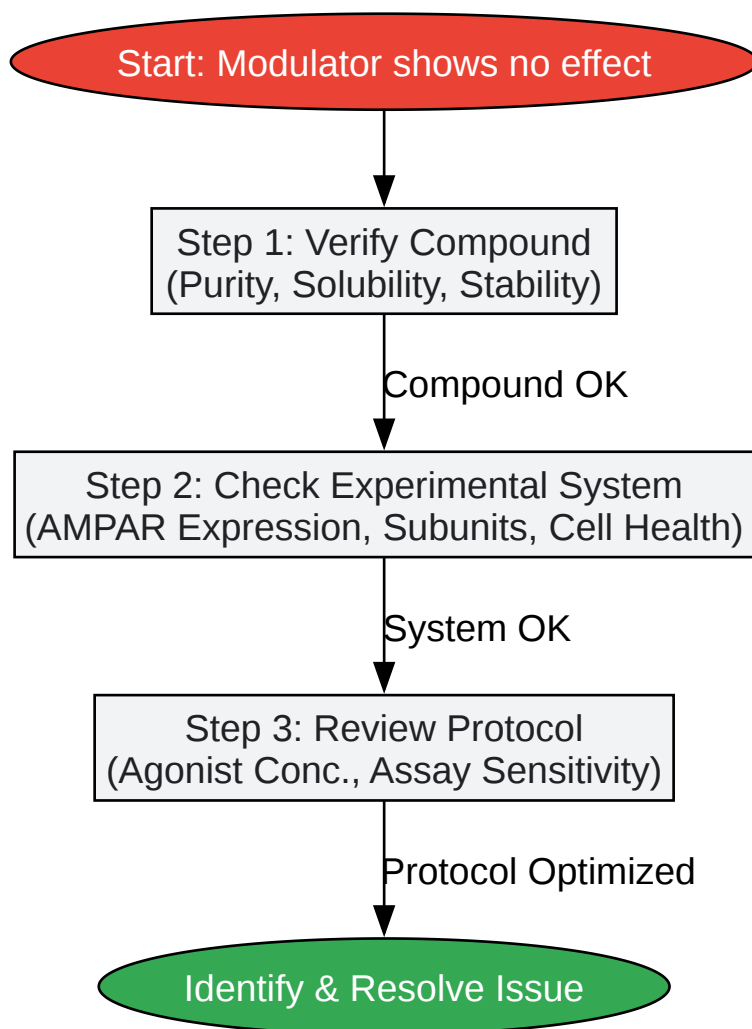 Start: Modulator shows no effect
Step 1: Verify Compound
(Purity, Solubility, Stability)
Compound OK
Step 2: Check Experimental System
(AMPAR Expression, Subunits, Cell Health)
System OK
Step 3: Review Protocol
(Agonist Conc., Assay Sensitivity)
Protocol Optimized
Identify & Resolve Issue